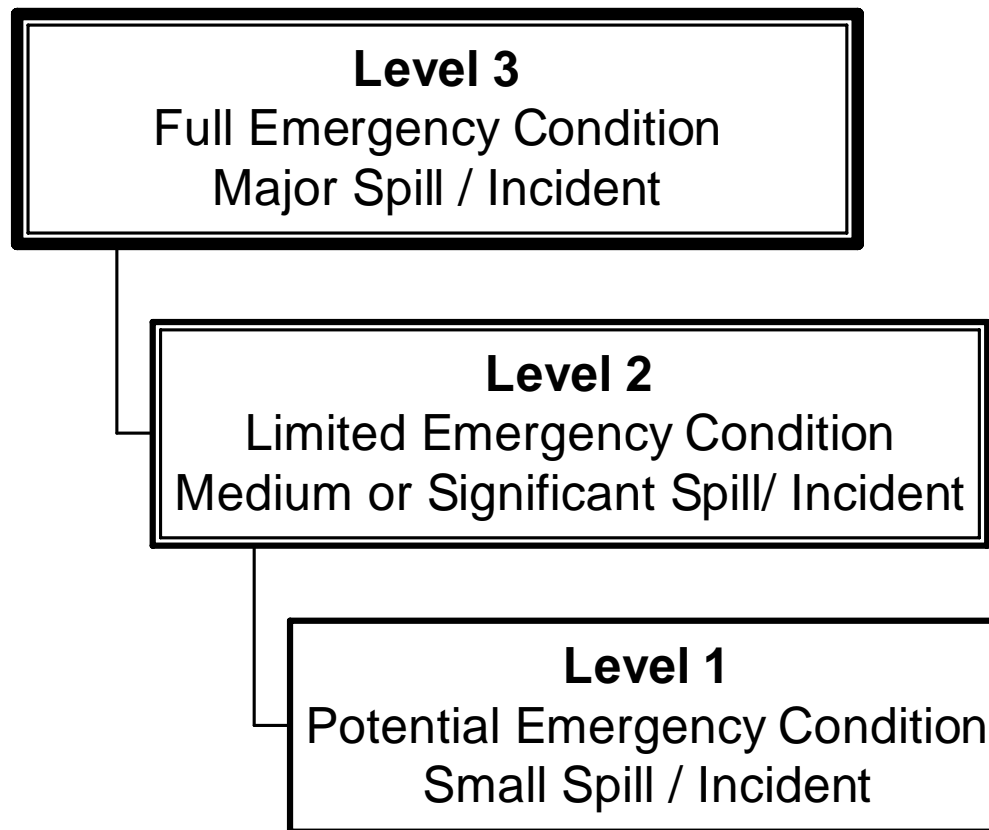 Level 3
Full Emergency Condition
Major Spill / Incident
Level 2
Limited Emergency Condition
Medium or Significant Spill/ Incident
Level 1
Potential Emergency Condition
Small Spill / Incident